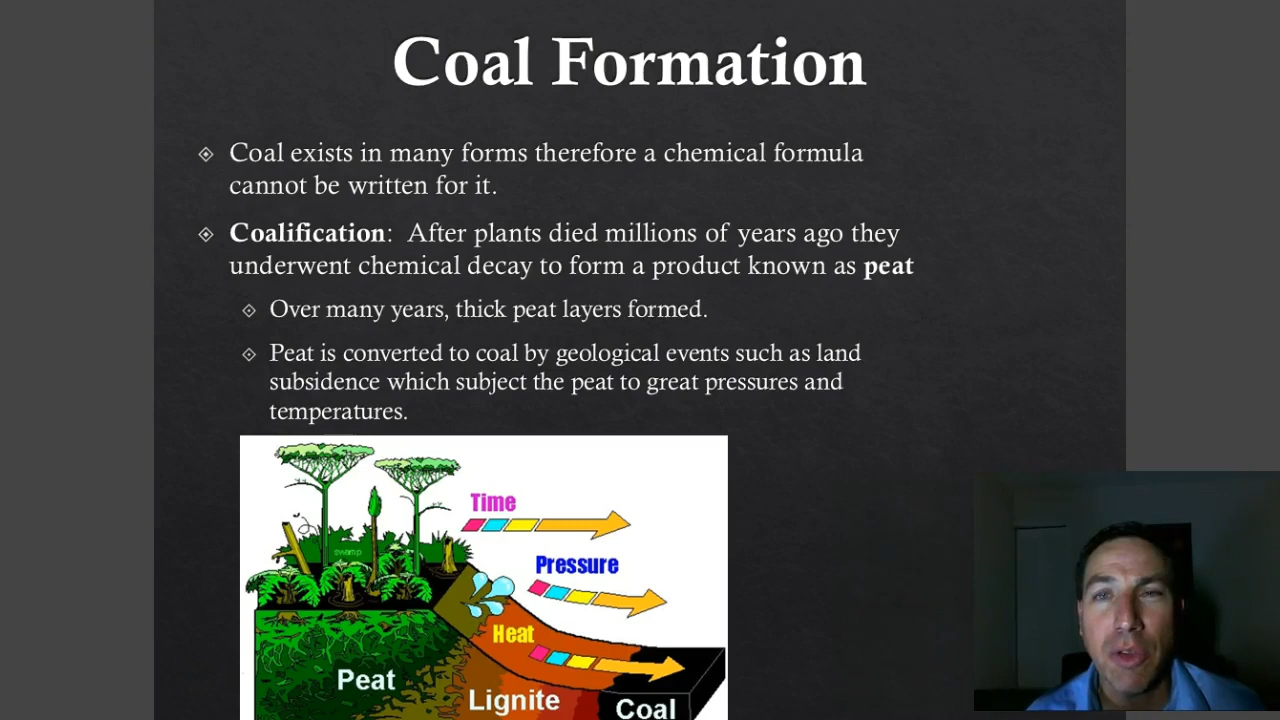 Coal Formation
Coal exists in many forms therefore a chemical formula
cannot be written for it.
Coalification:  After plants died millions of years ago they
underwent chemical decay to form a product known as peat
Over many years, thick peat layers formed.
Peat is converted to coal by geological events such as land
subsidence which subject the peat to great pressures and
temperatures.
Time
swamp
Pressure
Heat
Peat
Lignite
Coal